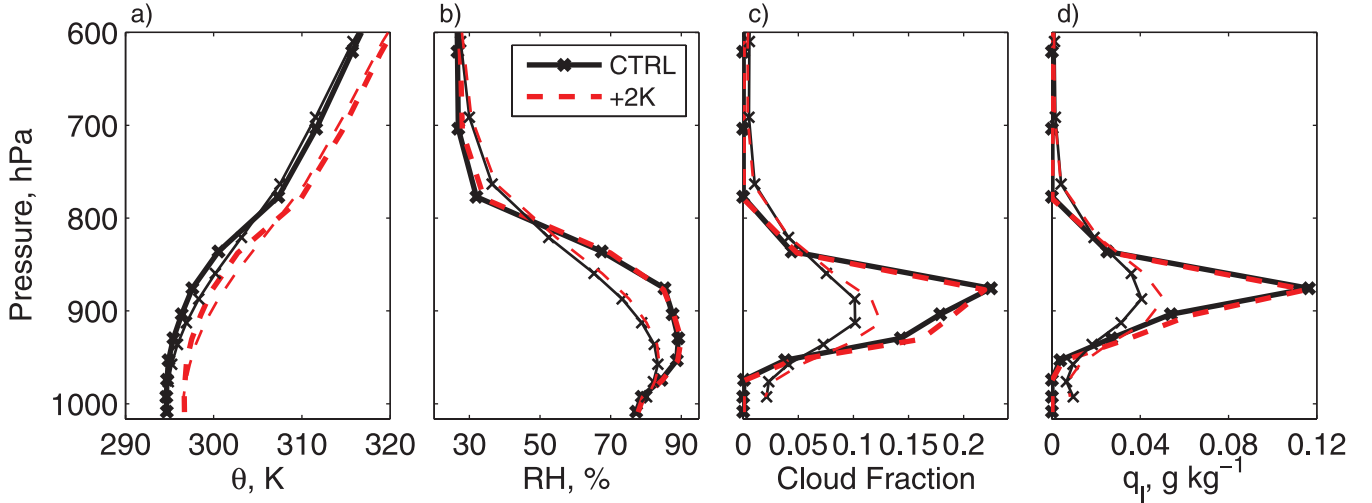 a)
b)
c)
d)
600
700
800
900
1000
Pressure, hPa
290
300
310
320
θ, K
30
50
70
90
RH, %
CTRL
+2K
0
0.05
0.1
0.15
0.2
Cloud Fraction
0
0.04
0.08
0.12
q_l, g kg⁻¹